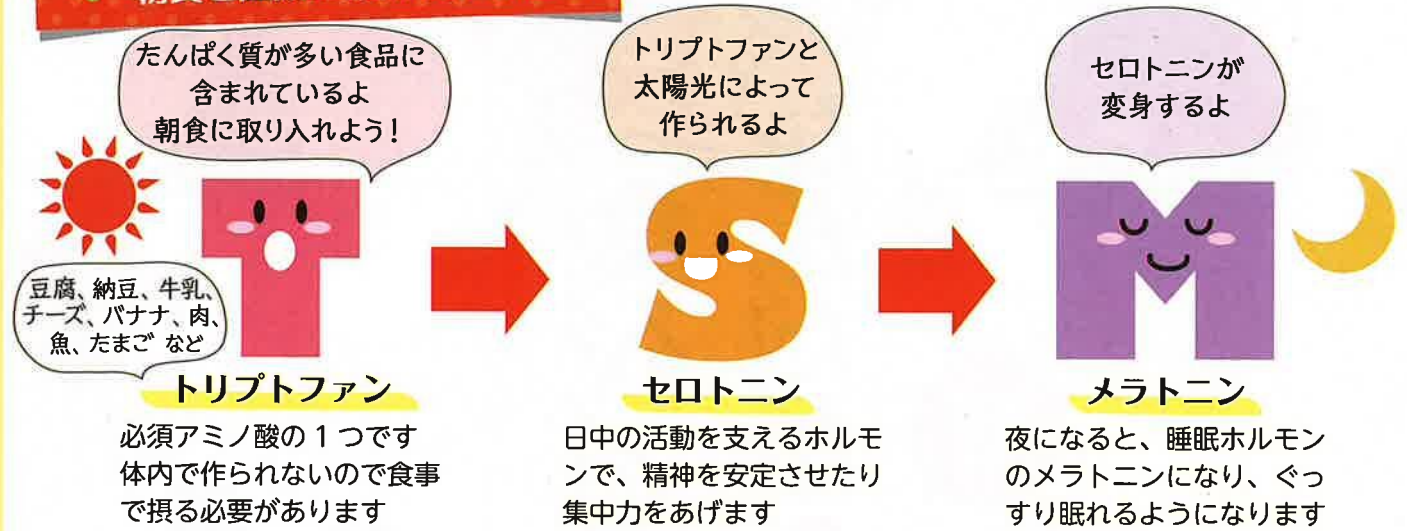 たんぱく質が多い食品に
含まれているよ
朝食に取り入れよう!
トリプトファンと
太陽光によって
作られるよ
セロトニンが
変身するよ
豆腐、納豆、牛乳、
チーズ、バナナ、肉、
魚、たまご など
T
S
M
トリプトファン
必須アミノ酸の1つです
体内で作られないので食事
で摂る必要があります
セロトニン
日中の活動を支えるホルモ
ンで、精神を安定させたり
集中力をあげます
メラトニン
夜になると、睡眠ホルモン
のメラトニンになり、ぐっ
すり眠れるようになります